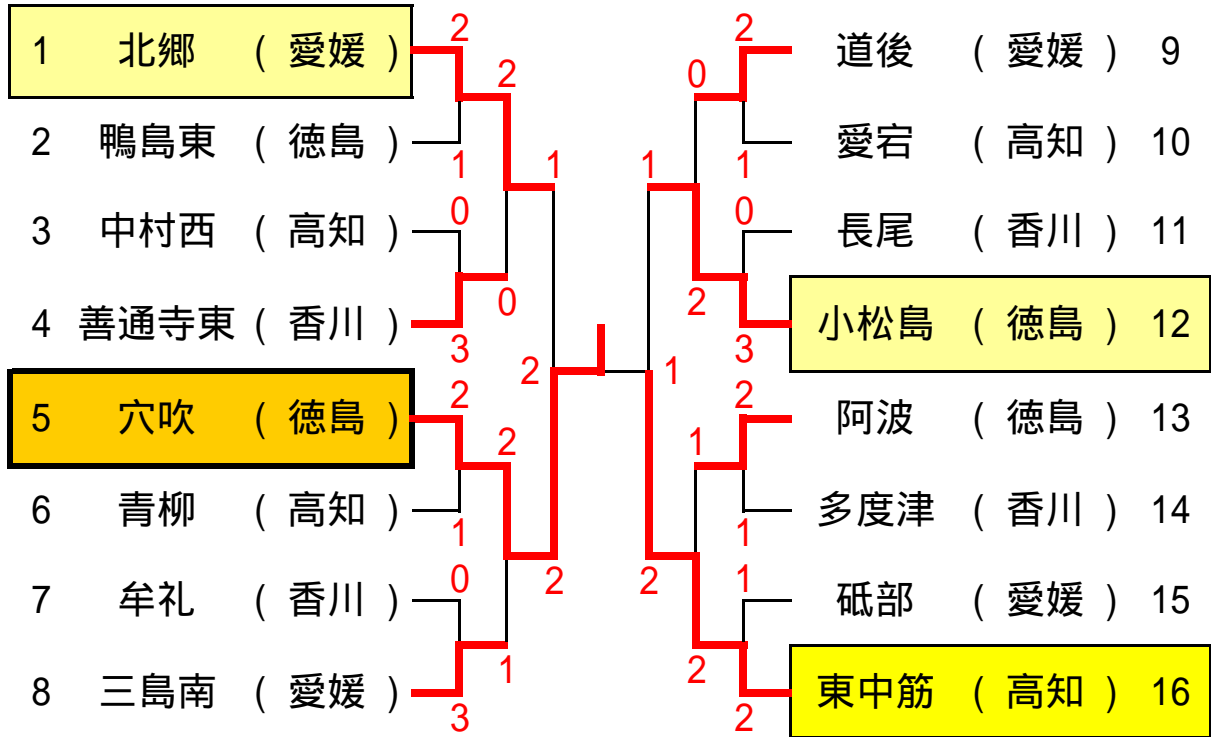 1 北郷 ( 愛媛 ) 2 2 道後 ( 愛媛 ) 9
2 0
2 鴨島東 ( 徳島 ) 1 1 愛宕 ( 高知 ) 10
1 1
3 中村西 ( 高知 ) 0 0 長尾 ( 香川 ) 11
0 2
4 善通寺東 ( 香川 ) 3 3 小松島 ( 徳島 ) 12
2 1
5 穴吹 ( 徳島 ) 2 2 阿波 ( 徳島 ) 13
2 1
6 青柳 ( 高知 ) 1 1 多度津 ( 香川 ) 14
2 2
7 牟礼 ( 香川 ) 0 1 砥部 ( 愛媛 ) 15
1 2
8 三島南 ( 愛媛 ) 3 2 東中筋 ( 高知 ) 16